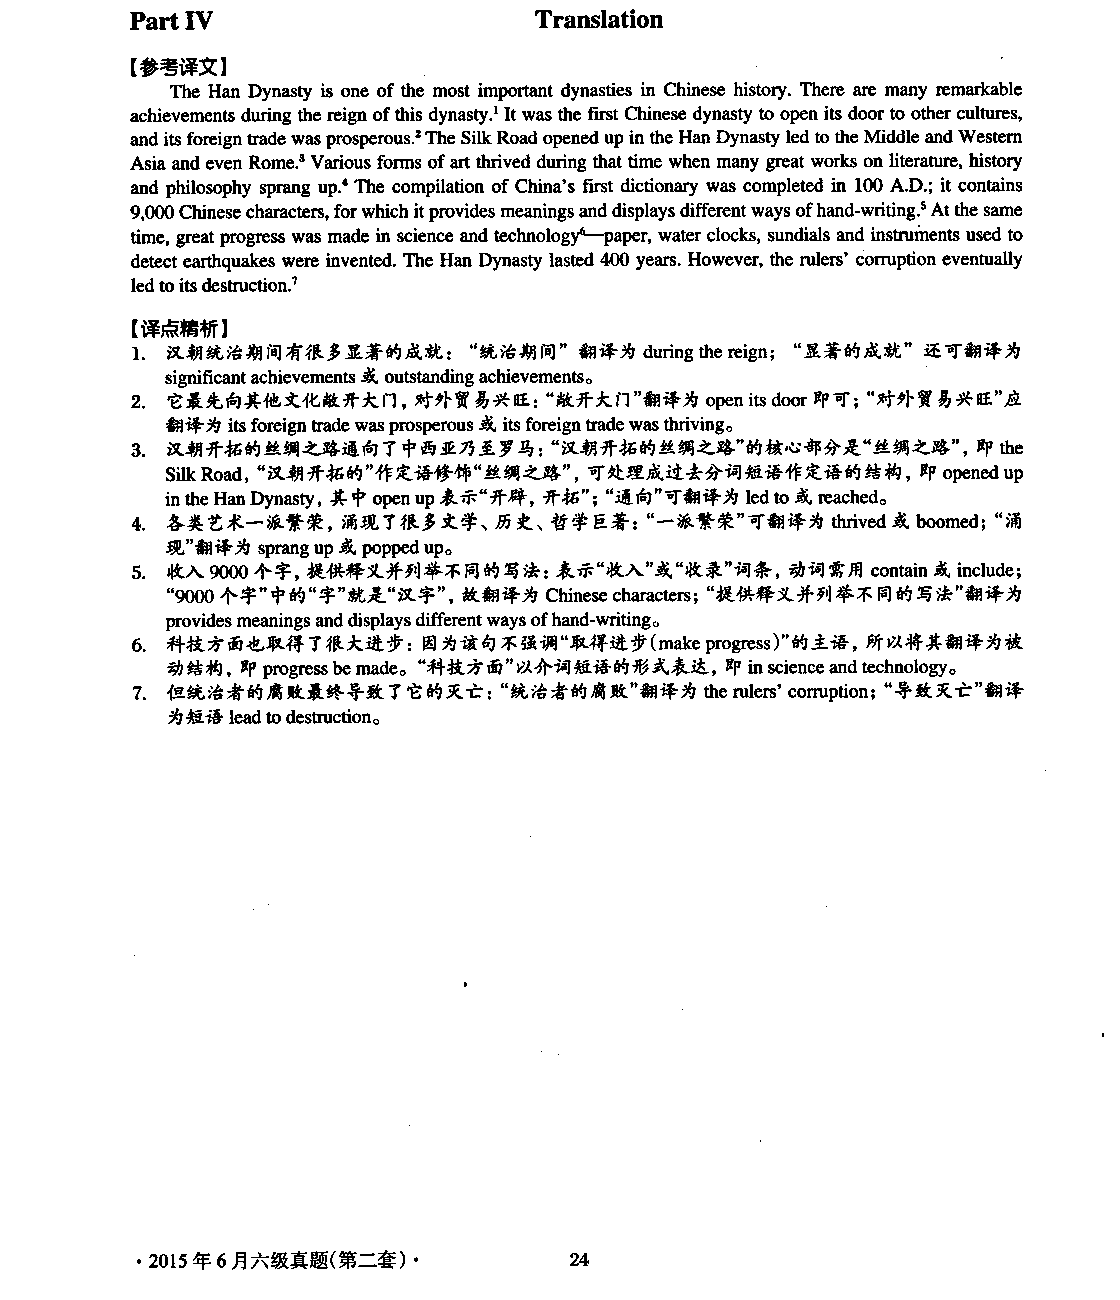 Part IV Translation
【参考译文】
The Han Dynasty is one of the most important dynasties in Chinese history. There are many remarkable
achievements during the reign of this dynasty.¹ It was the first Chinese dynasty to open its door to other cultures,
and its foreign trade was prosperous.² The Silk Road opened up in the Han Dynasty led to the Middle and Western
Asia and even Rome.³ Various forms of art thrived during that time when many great works on literature, history
and philosophy sprang up.⁴ The compilation of China's first dictionary was completed in 100 A.D.; it contains
9,000 Chinese characters, for which it provides meanings and displays different ways of hand-writing.⁵ At the same
time, great progress was made in science and technology⁶—paper, water clocks, sundials and instruments used to
detect earthquakes were invented. The Han Dynasty lasted 400 years. However, the rulers' corruption eventually
led to its destruction.⁷
【译点精析】
1. 汉朝统治期间有很多显著的成就：“统治期间”翻译为 during the reign；“显著的成就”还可翻译为
significant achievements 或 outstanding achievements。
2. 它最先向其他文化敞开大门，对外贸易兴旺：“敞开大门”翻译为 open its door 即可；“对外贸易兴旺”应
翻译为 its foreign trade was prosperous 或 its foreign trade was thriving。
3. 汉朝开拓的丝绸之路通向了中西亚乃至罗马：“汉朝开拓的丝绸之路”的核心部分是“丝绸之路”，即 the
Silk Road，“汉朝开拓的”作定语修饰“丝绸之路”，可处理成过去分词短语作定语的结构，即 opened up
in the Han Dynasty，其中 open up 表示“开辟，开拓”；“通向”可翻译为 led to 或 reached。
4. 各类艺术一派繁荣，涌现了很多文学、历史、哲学巨著：“一派繁荣”可翻译为 thrived 或 boomed；“涌
现”翻译为 sprang up 或 popped up。
5. 收入 9000 个字，提供释义并列举不同的写法：表示“收入”或“收录”词条，动词需用 contain 或 include；
“9000 个字”中的“字”就是“汉字”，故翻译为 Chinese characters；“提供释义并列举不同的写法”翻译为
provides meanings and displays different ways of hand-writing。
6. 科技方面也取得了很大进步：因为该句不强调“取得进步(make progress)”的主语，所以将其翻译为被
动结构，即 progress be made。“科技方面”以介词短语的形式表达，即 in science and technology。
7. 但统治者的腐败最终导致了它的灭亡：“统治者的腐败”翻译为 the rulers' corruption；“导致灭亡”翻译
为短语 lead to destruction。
·2015 年 6 月六级真题(第二套)· 24